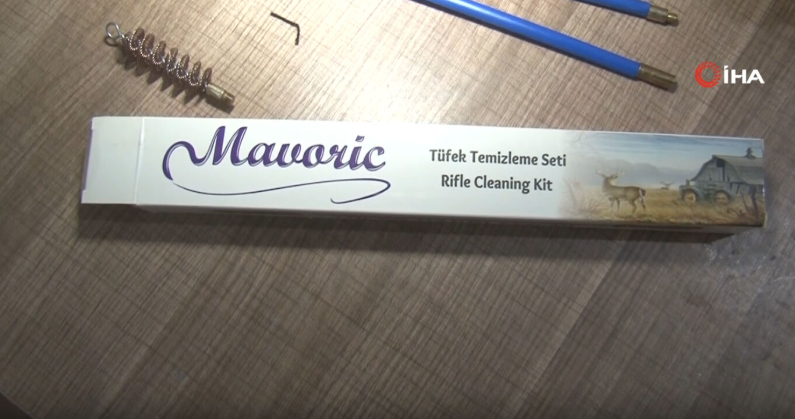 İHA
Mavoric
Tüfek Temizleme Seti
Rifle Cleaning Kit